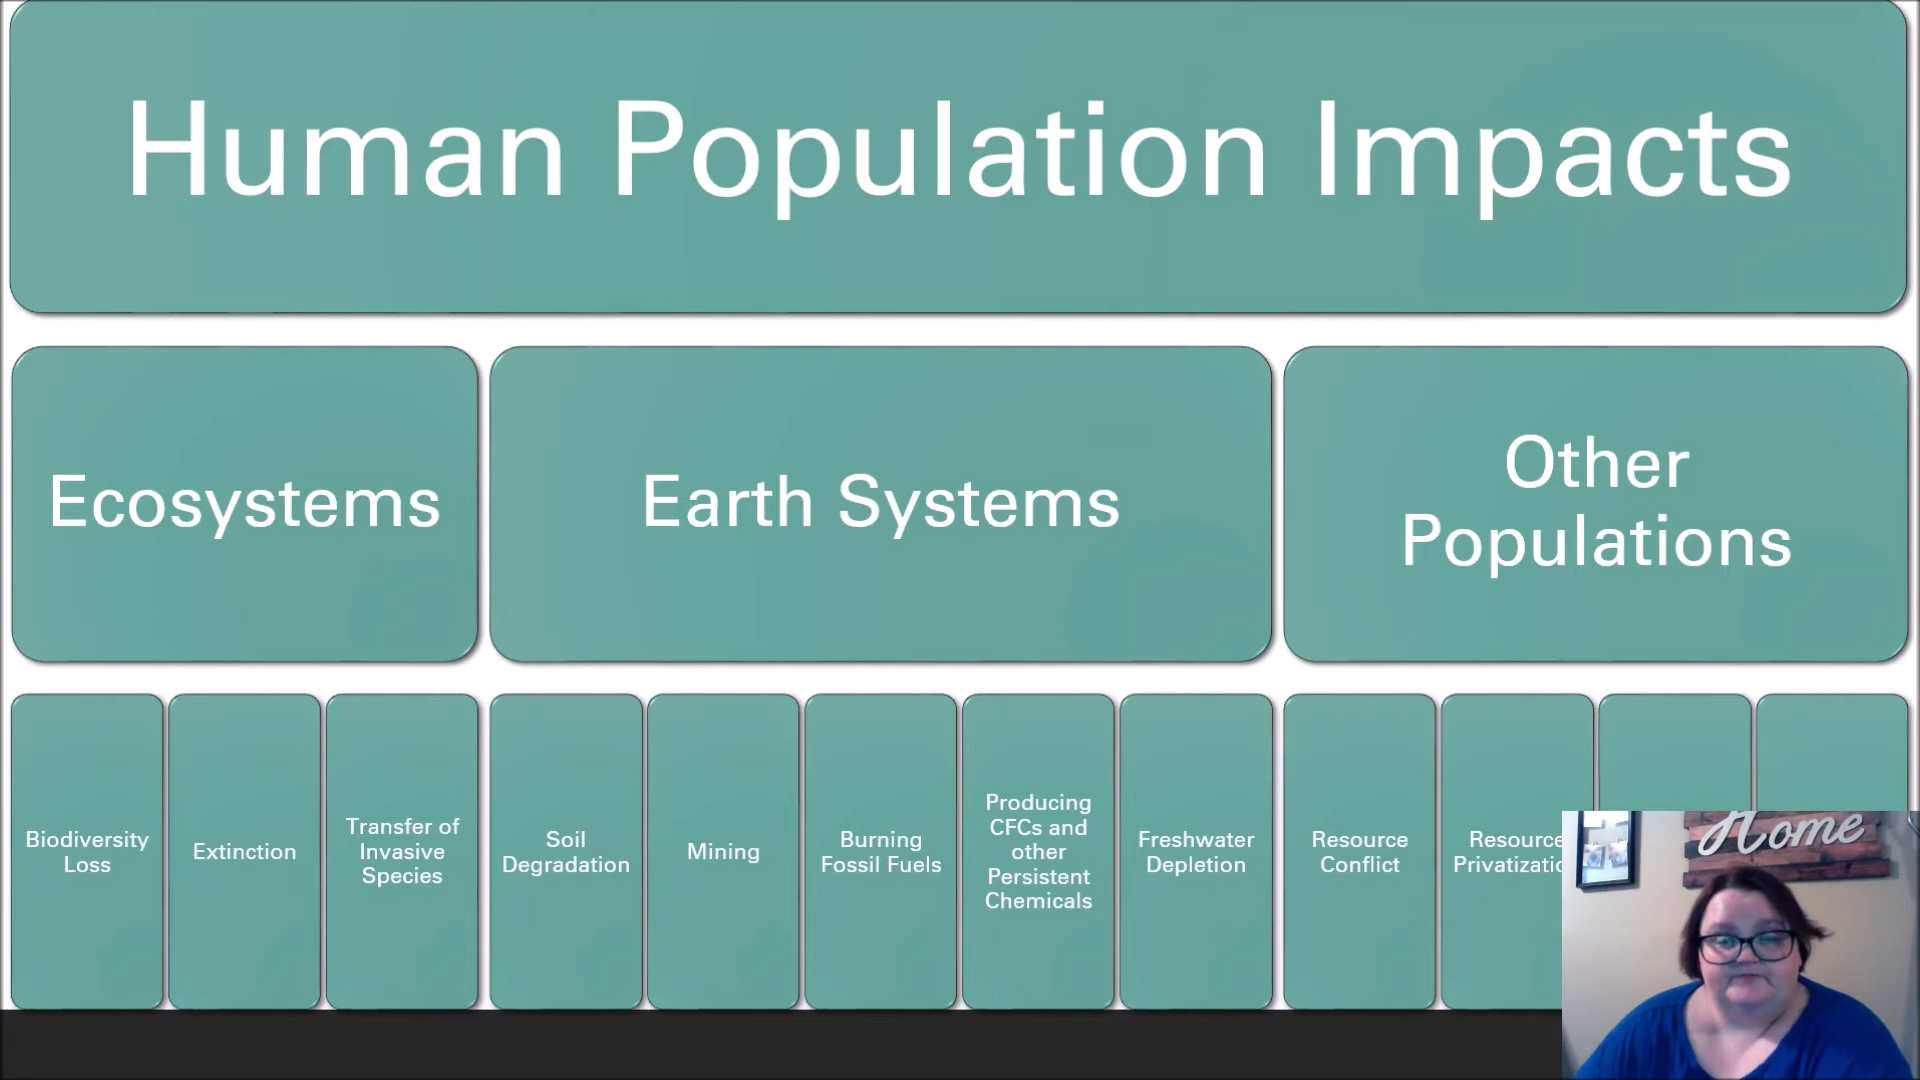 Human Population Impacts
Ecosystems
Earth Systems
Other
Populations
Biodiversity
Loss
Extinction
Transfer of
Invasive
Species
Soil
Degradation
Mining
Burning
Fossil Fuels
Producing
CFCs and
other
Persistent
Chemicals
Freshwater
Depletion
Resource
Conflict
Resource
Home